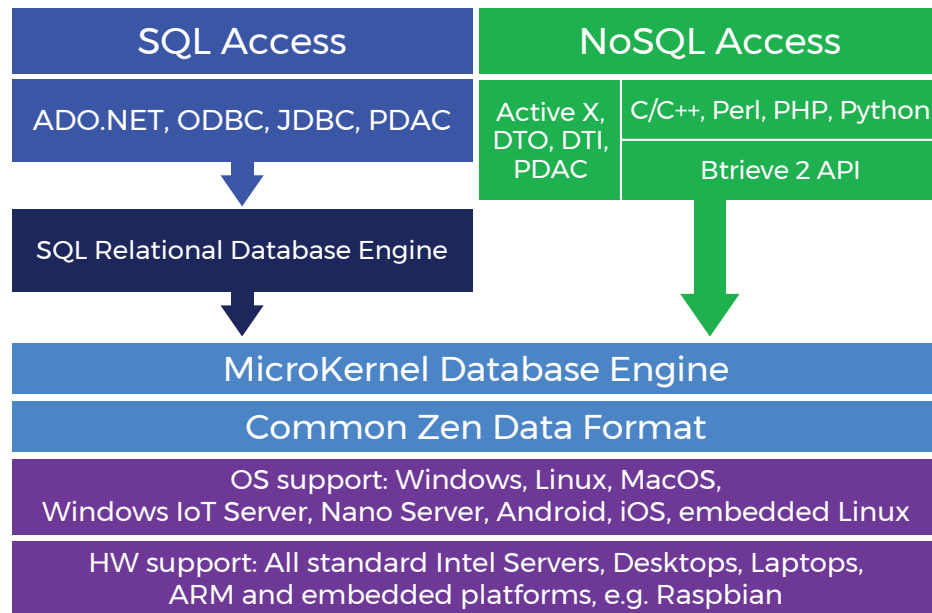 SQL Access
ADO.NET, ODBC, JDBC, PDAC
SQL Relational Database Engine
NoSQL Access
Active X,
DTO, DTI,
PDAC
C/C++, Perl, PHP, Python
Btrieve 2 API
MicroKernel Database Engine
Common Zen Data Format
OS support: Windows, Linux, MacOS,
Windows IoT Server, Nano Server, Android, iOS, embedded Linux
HW support: All standard Intel Servers, Desktops, Laptops,
ARM and embedded platforms, e.g. Raspbian